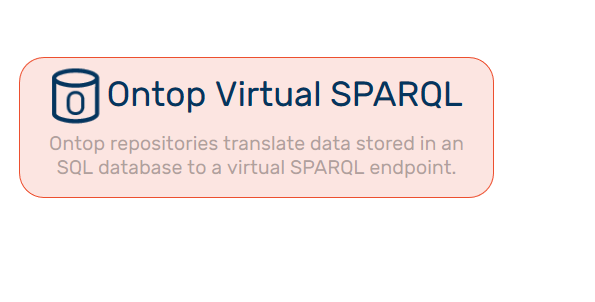 Ontop Virtual SPARQL
Ontop repositories translate data stored in an
SQL database to a virtual SPARQL endpoint.